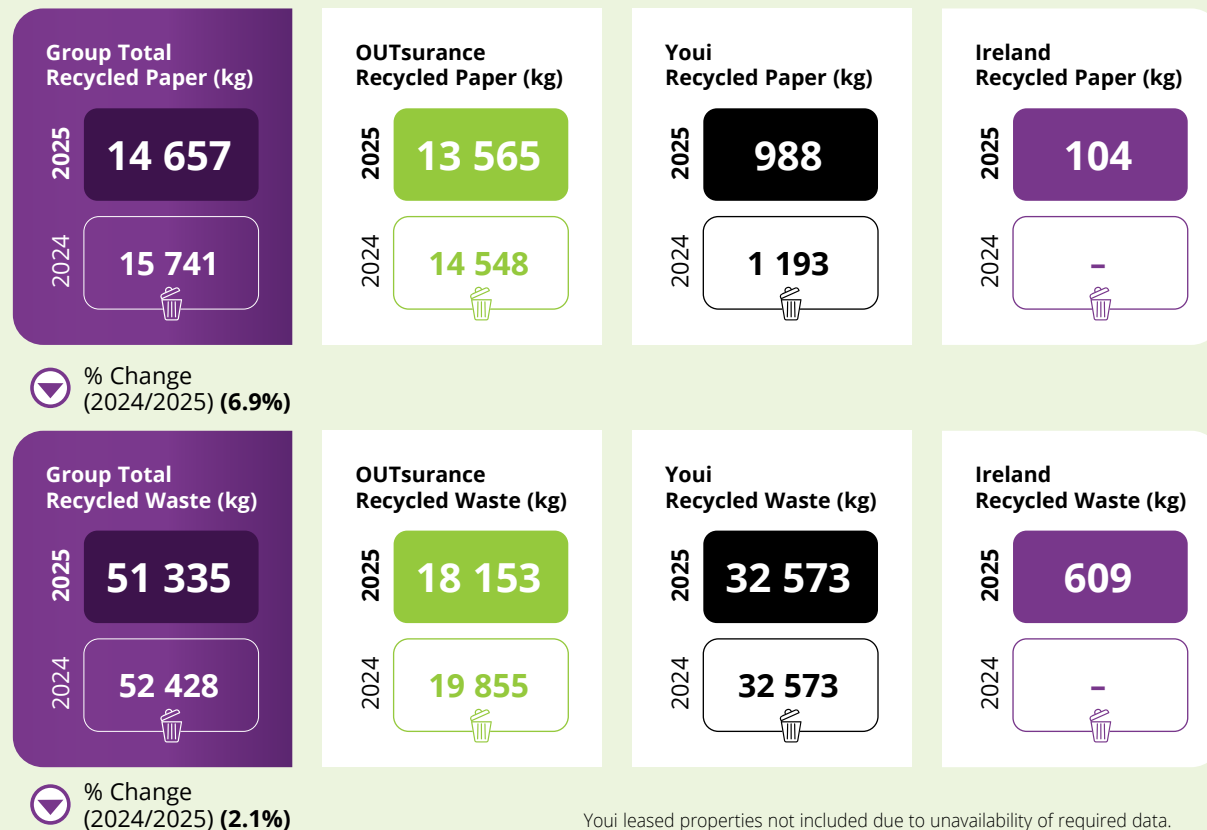 Group Total
Recycled Paper (kg)
2025
14 657
2024
15 741
OUTsurance
Recycled Paper (kg)
2025
13 565
2024
14 548
Youi
Recycled Paper (kg)
2025
988
2024
1 193
Ireland
Recycled Paper (kg)
2025
104
2024
–
% Change
(2024/2025) (6.9%)
Group Total
Recycled Waste (kg)
2025
51 335
2024
52 428
OUTsurance
Recycled Waste (kg)
2025
18 153
2024
19 855
Youi
Recycled Waste (kg)
2025
32 573
2024
32 573
Ireland
Recycled Waste (kg)
2025
609
2024
–
% Change
(2024/2025) (2.1%)
Youi leased properties not included due to unavailability of required data.